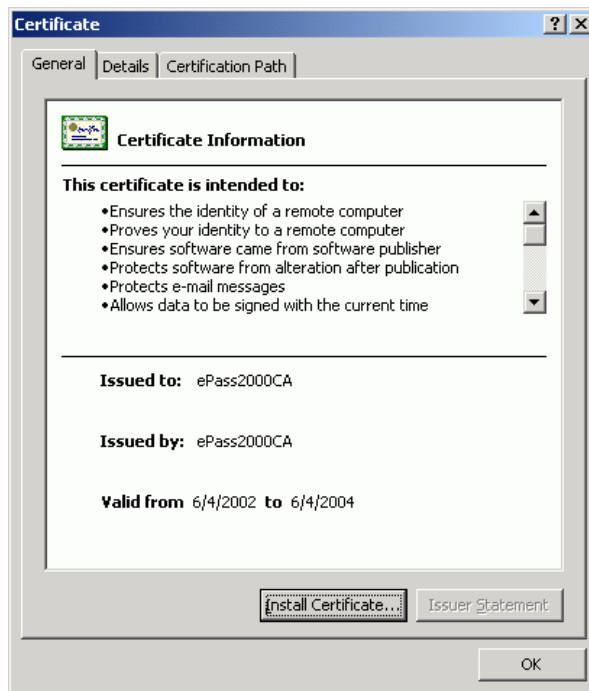 Certificate
General Details Certification Path
Certificate Information
This certificate is intended to:
•Ensures the identity of a remote computer
•Proves your identity to a remote computer
•Ensures software came from software publisher
•Protects software from alteration after publication
•Protects e-mail messages
•Allows data to be signed with the current time
Issued to: ePass2000CA
Issued by: ePass2000CA
Valid from 6/4/2002 to 6/4/2004
Install Certificate... Issuer Statement
OK